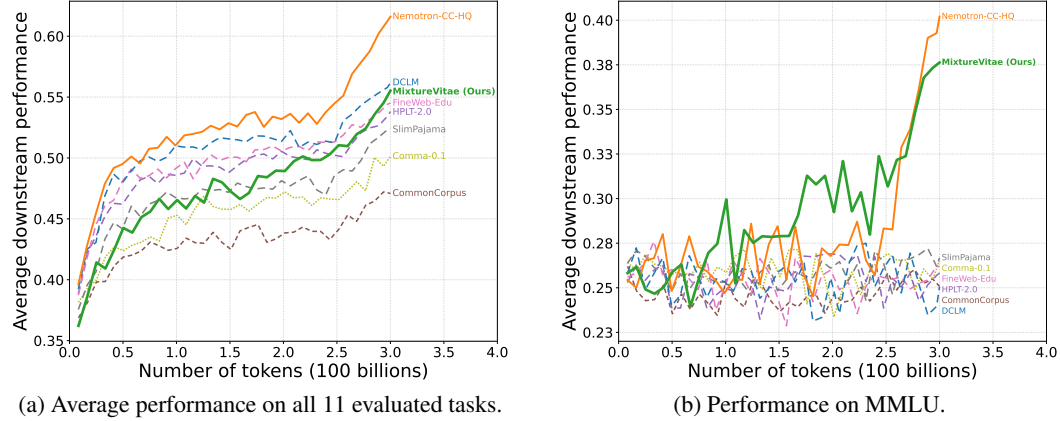 Average downstream performance
0.60
0.55
0.50
0.45
0.40
0.35
Nemotron-CC-HQ
DCLM
MixtureVitae (Ours)
FineWeb-Edu
HPLT-2.0
SlimPajama
Comma-0.1
CommonCorpus
0.0 0.5 1.0 1.5 2.0 2.5 3.0 3.5 4.0
Number of tokens (100 billions)
(a) Average performance on all 11 evaluated tasks.
Average downstream performance
0.40
0.38
0.35
0.33
0.30
0.28
0.25
0.23
Nemotron-CC-HQ
MixtureVitae (Ours)
SlimPajama
Comma-0.1
FineWeb-Edu
HPLT-2.0
CommonCorpus
DCLM
0.0 0.5 1.0 1.5 2.0 2.5 3.0 3.5 4.0
Number of tokens (100 billions)
(b) Performance on MMLU.